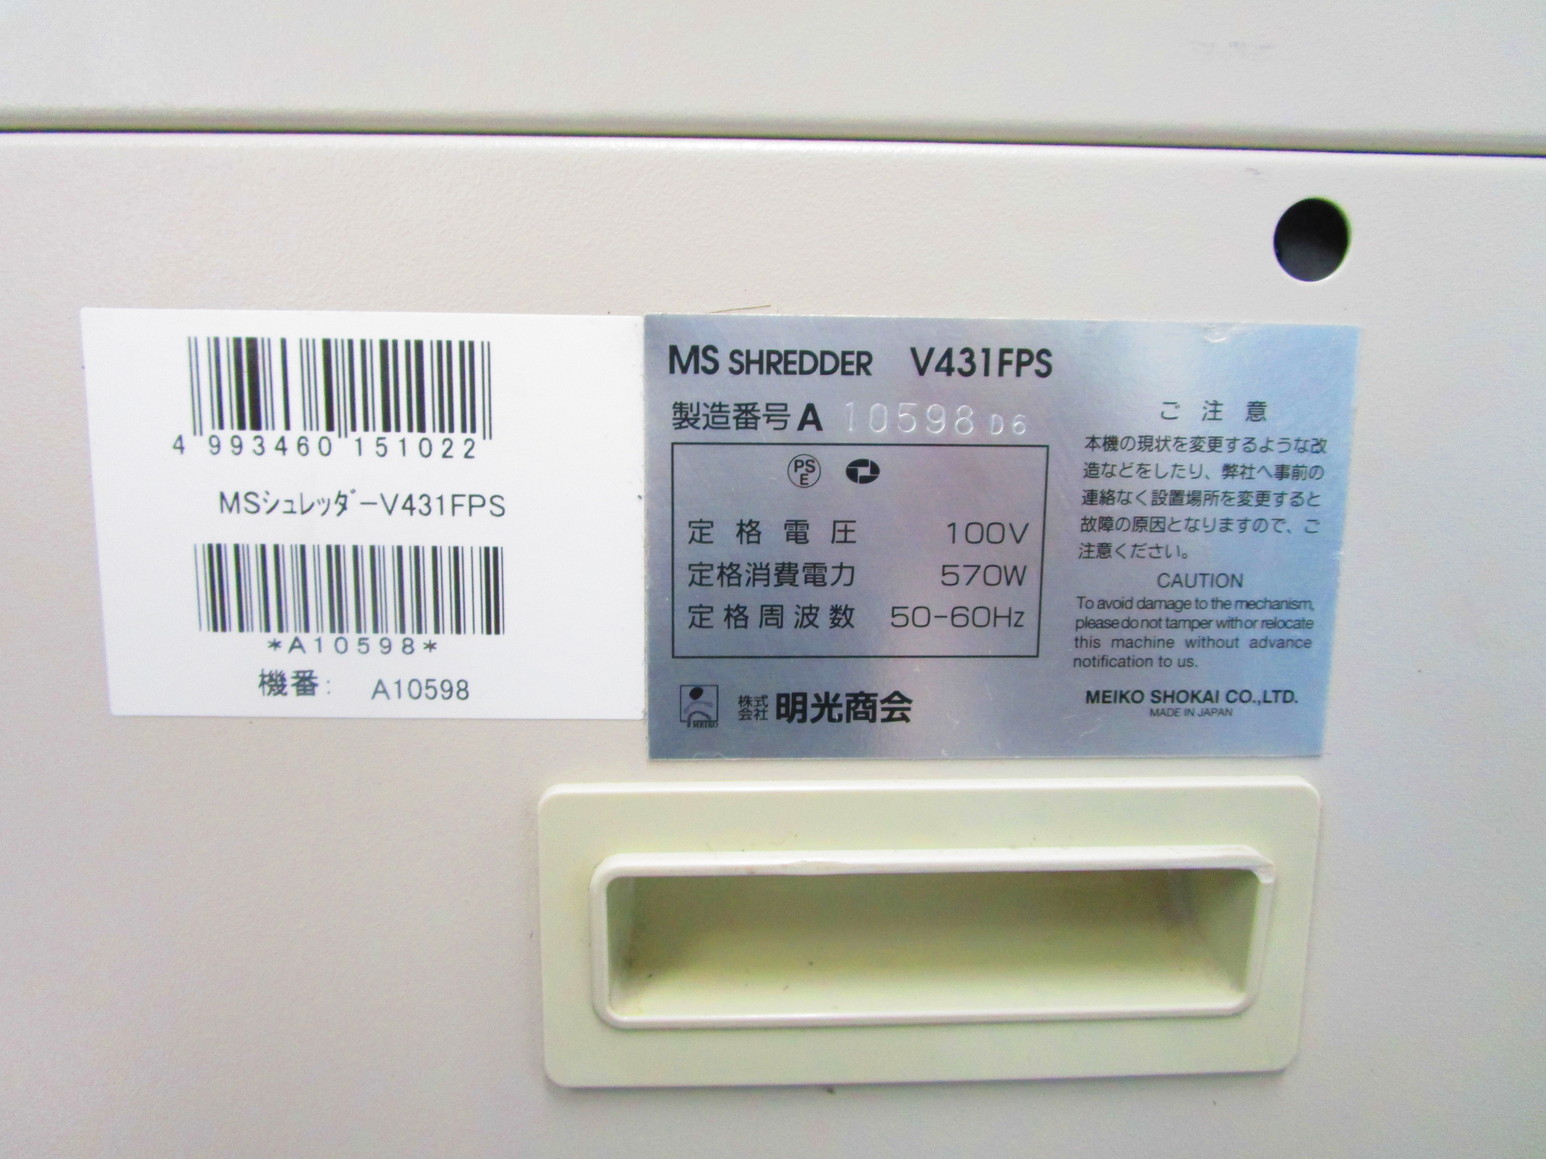 4 993460 151022
MSシュレッダーV431FPS
*A10598*
機番: A10598
MS SHREDDER V431FPS
製造番号 A 10598 D6
PS
E
定格電圧 100V
定格消費電力 570W
定格周波数 50-60Hz
MEIKO
株式
会社 明光商会
ご注意
本機の現状を変更するような改
造などをしたり、弊社へ事前の
連絡なく設置場所を変更すると
故障の原因となりますので、ご
注意ください。
CAUTION
To avoid damage to the mechanism,
please do not tamper with or relocate
this machine without advance
notification to us.
MEIKO SHOKAI CO.,LTD.
MADE IN JAPAN